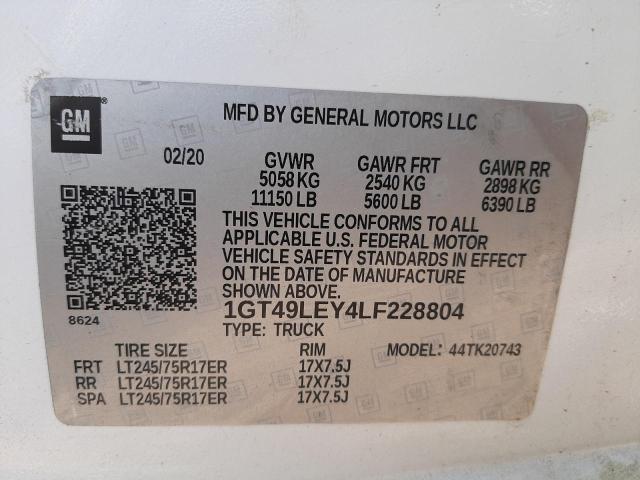 GM ®
MFD BY GENERAL MOTORS LLC
02/20 GVWR GAWR FRT GAWR RR
5058 KG 2540 KG 2898 KG
11150 LB 5600 LB 6390 LB
THIS VEHICLE CONFORMS TO ALL
APPLICABLE U.S. FEDERAL MOTOR
VEHICLE SAFETY STANDARDS IN EFFECT
ON THE DATE OF MANUFACTURE
SHOWN ABOVE.
8624
1GT49LEY4LF228804
TYPE: TRUCK
TIRE SIZE RIM MODEL: 44TK20743
FRT LT245/75R17ER 17X7.5J
RR LT245/75R17ER 17X7.5J
SPA LT245/75R17ER 17X7.5J